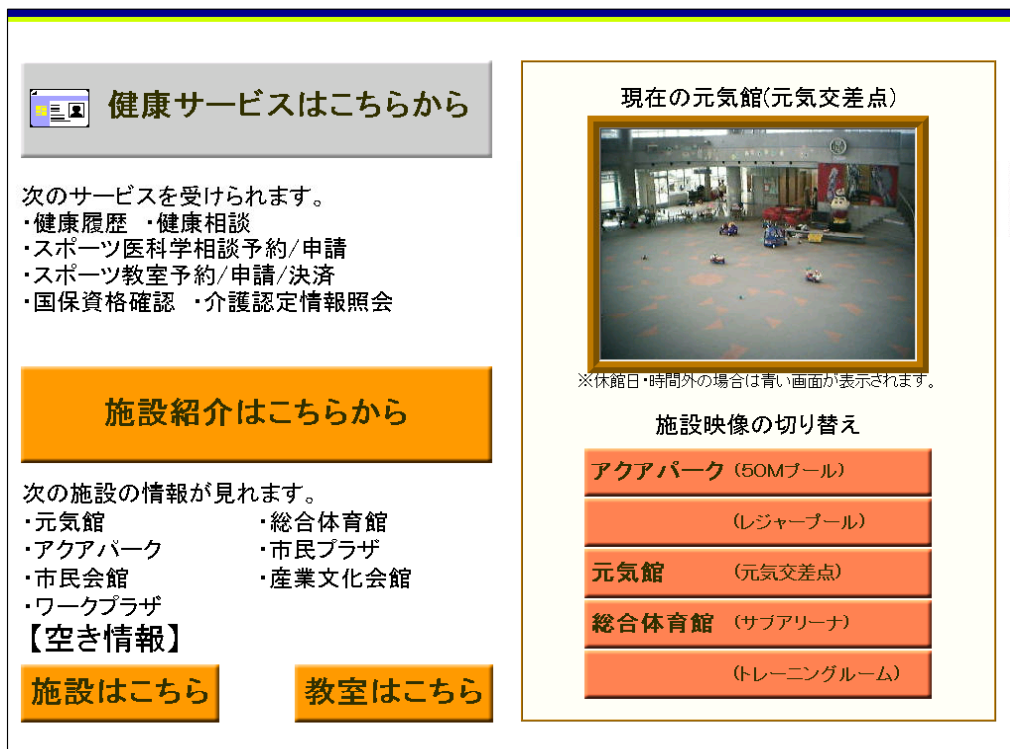 健康サービスはこちらから
次のサービスを受けられます。
・健康履歴 ・健康相談
・スポーツ医科学相談予約/申請
・スポーツ教室予約/申請/決済
・国保資格確認 ・介護認定情報照会
施設紹介はこちらから
次の施設の情報が見れます。
・元気館 ・総合体育館
・アクアパーク ・市民プラザ
・市民会館 ・産業文化会館
・ワークプラザ
【空き情報】
施設はこちら 教室はこちら
現在の元気館(元気交差点)
※休館日・時間外の場合は青い画面が表示されます。
施設映像の切り替え
アクアパーク (50Mプール)
(レジャープール)
元気館 (元気交差点)
総合体育館 (サブアリーナ)
(トレーニングルーム)